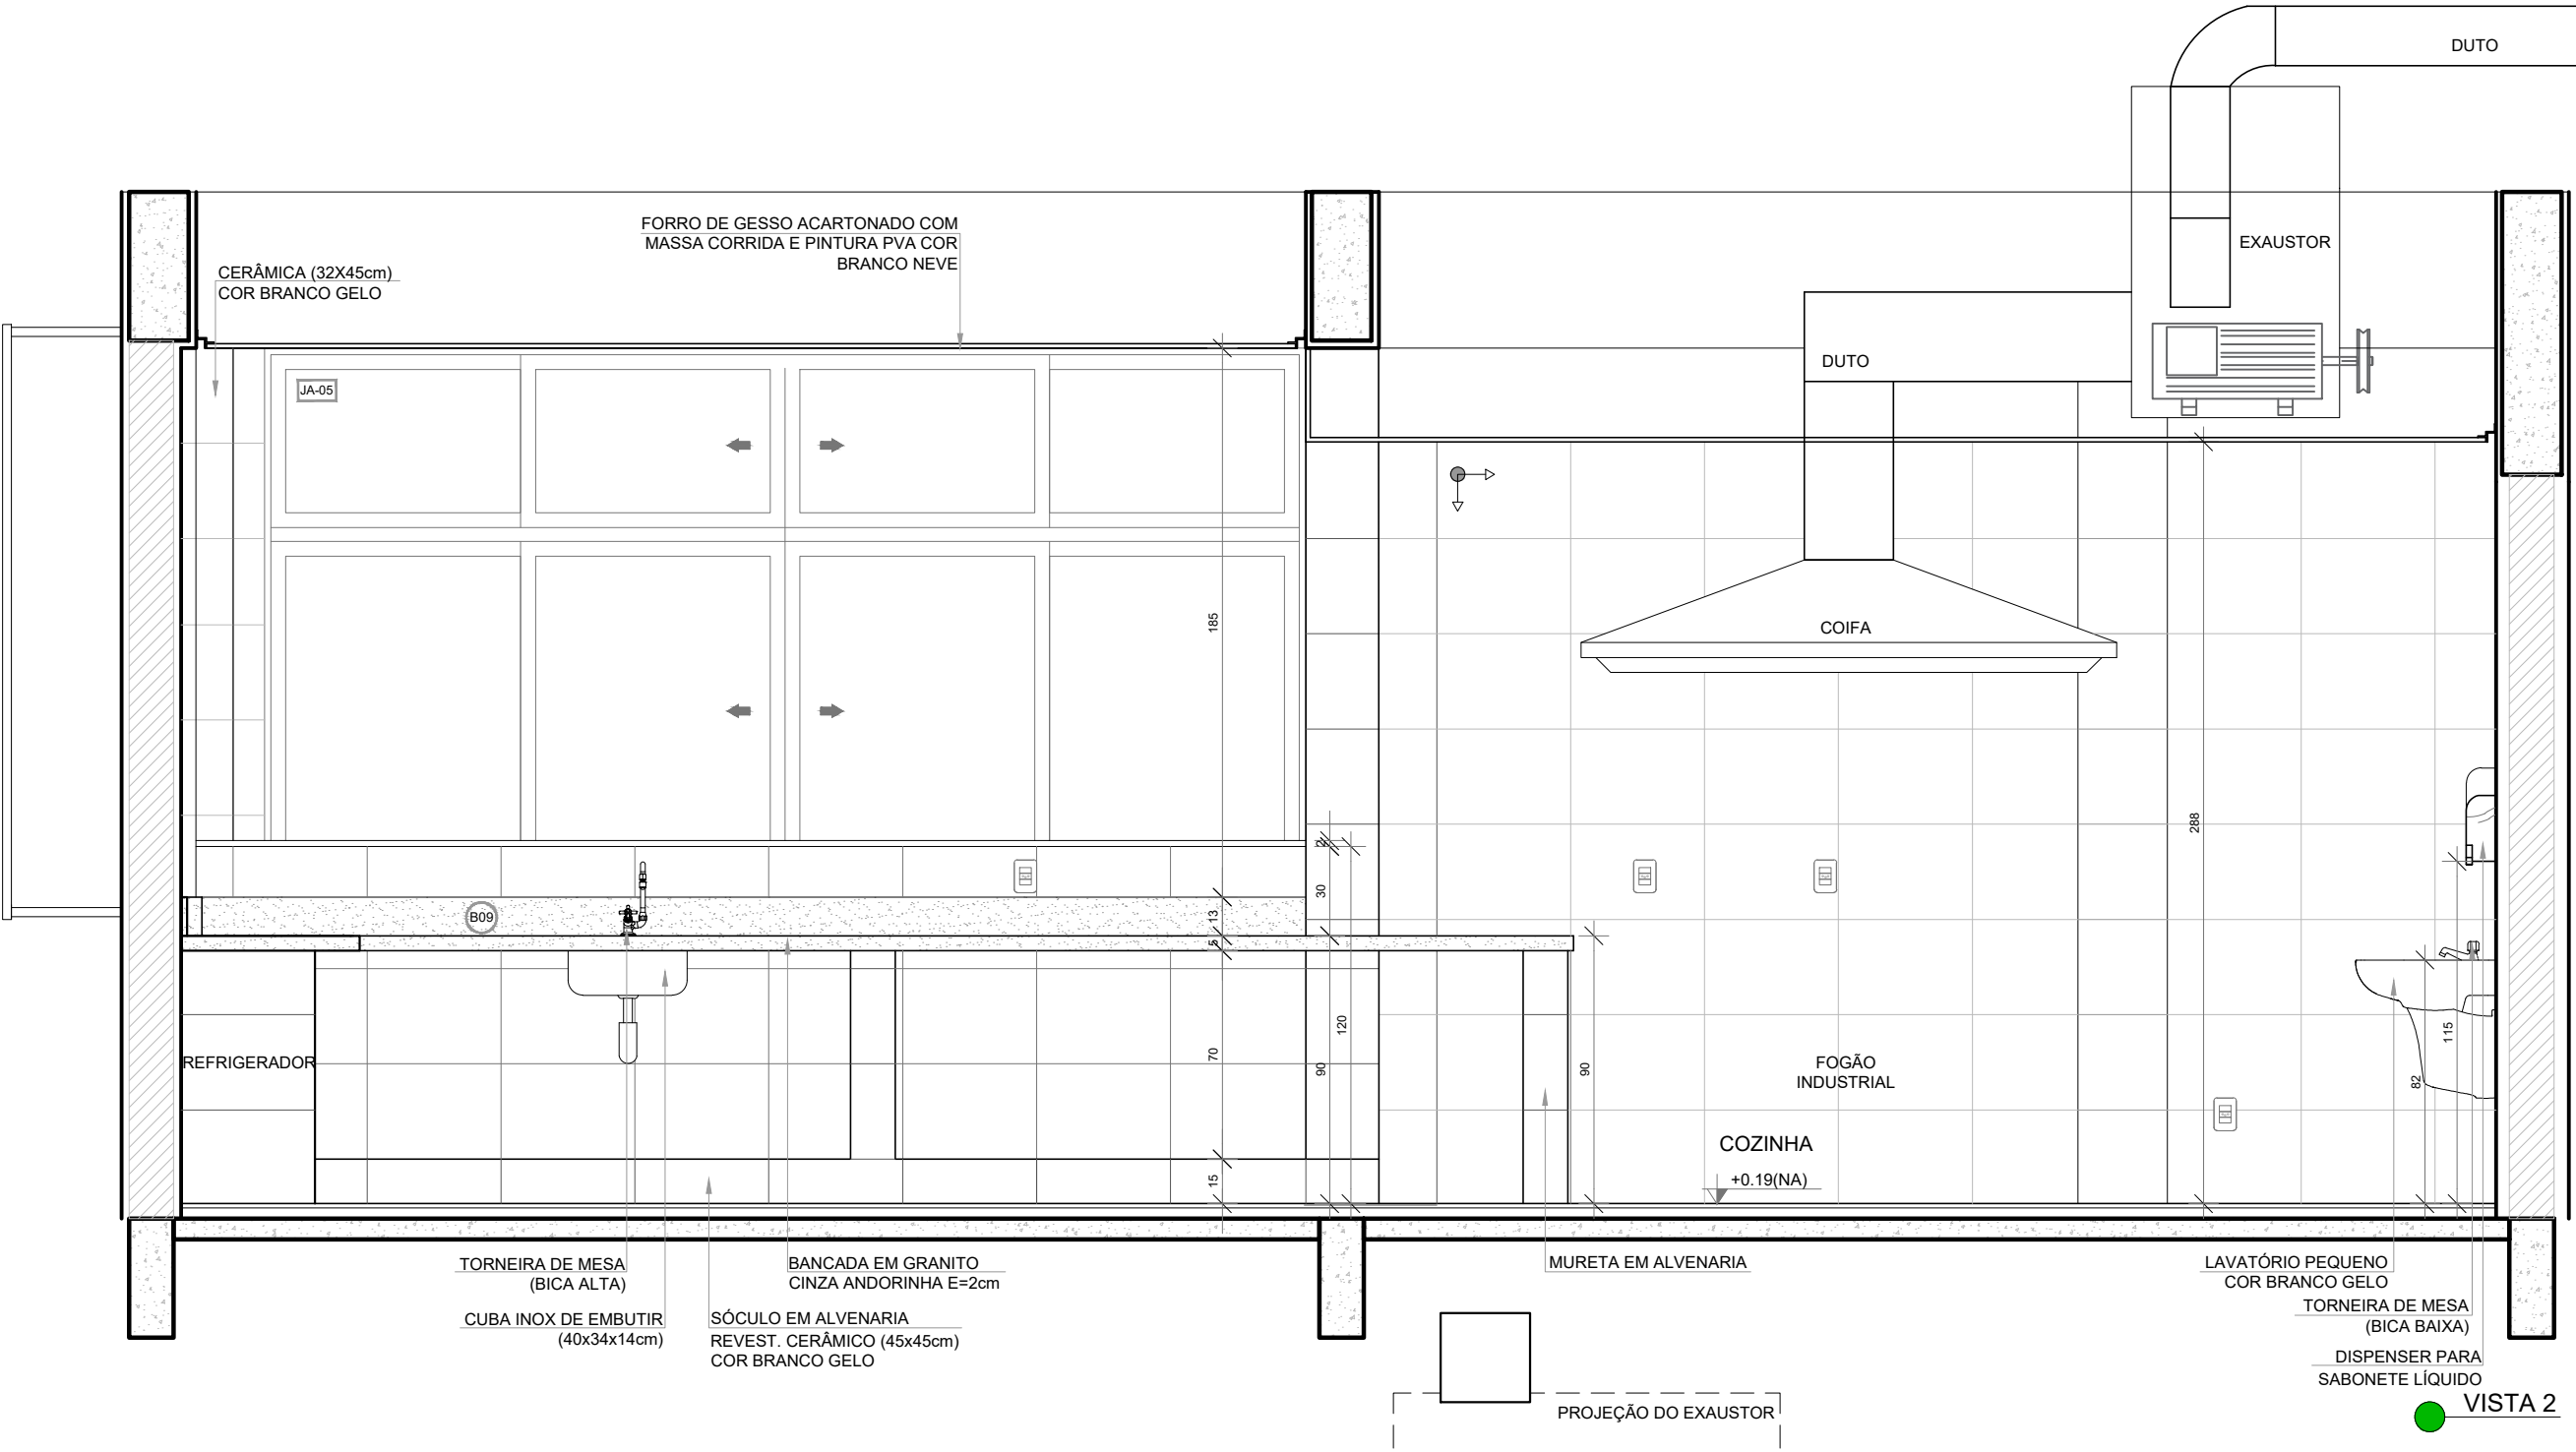 DUTO
EXAUSTOR
FORRO DE GESSO ACARTONADO COM
MASSA CORRIDA E PINTURA PVA COR
BRANCO NEVE
CERÂMICA (32X45cm)
COR BRANCO GELO
DUTO
JA-05
COIFA
185
288
2
30
13
B09
5
120
70
90
90
115
82
REFRIGERADOR
FOGÃO
INDUSTRIAL
COZINHA
+0.19(NA)
15
TORNEIRA DE MESA
(BICA ALTA)
BANCADA EM GRANITO
CINZA ANDORINHA E=2cm
MURETA EM ALVENARIA
LAVATÓRIO PEQUENO
COR BRANCO GELO
CUBA INOX DE EMBUTIR
(40x34x14cm)
SÓCULO EM ALVENARIA
REVEST. CERÂMICO (45x45cm)
COR BRANCO GELO
TORNEIRA DE MESA
(BICA BAIXA)
DISPENSER PARA
SABONETE LÍQUIDO
PROJEÇÃO DO EXAUSTOR
VISTA 2